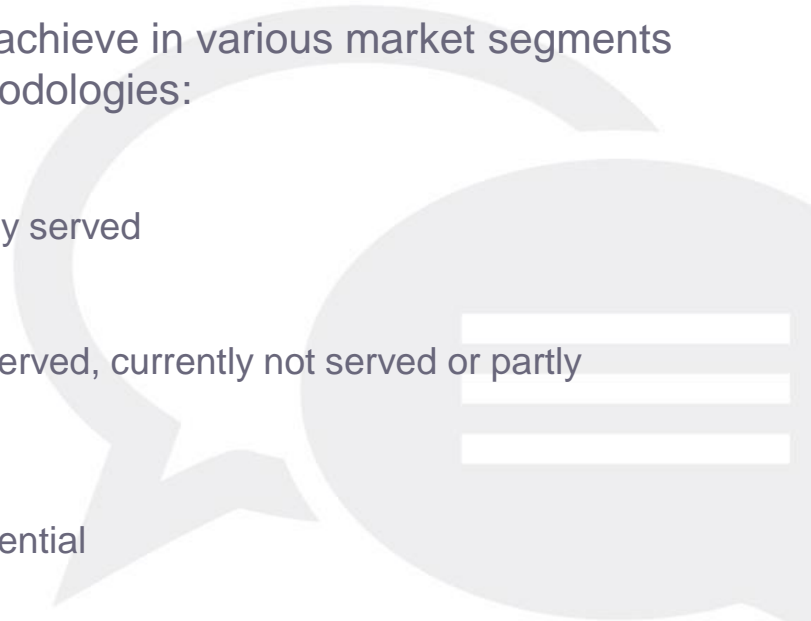 achieve in various market segments
odologies:
y served
erved, currently not served or partly
ential